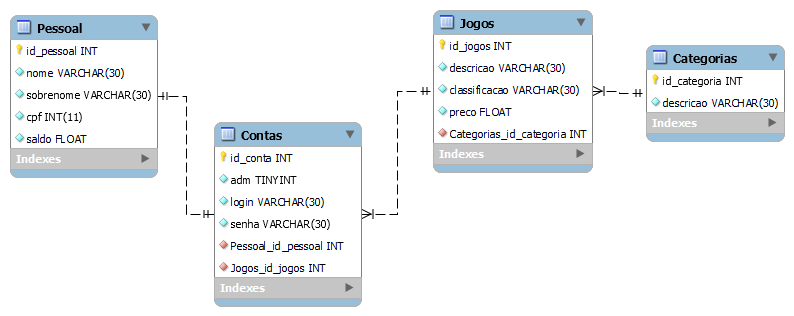 Pessoal
id_pessoal INT
nome VARCHAR(30)
sobrenome VARCHAR(30)
cpf INT(11)
saldo FLOAT
Indexes
Contas
id_conta INT
adm TINYINT
login VARCHAR(30)
senha VARCHAR(30)
Pessoal_id_pessoal INT
Jogos_id_jogos INT
Indexes
Jogos
id_jogos INT
descricao VARCHAR(30)
classificacao VARCHAR(30)
preco FLOAT
Categorias_id_categoria INT
Indexes
Categorias
id_categoria INT
descricao VARCHAR(30)
Indexes